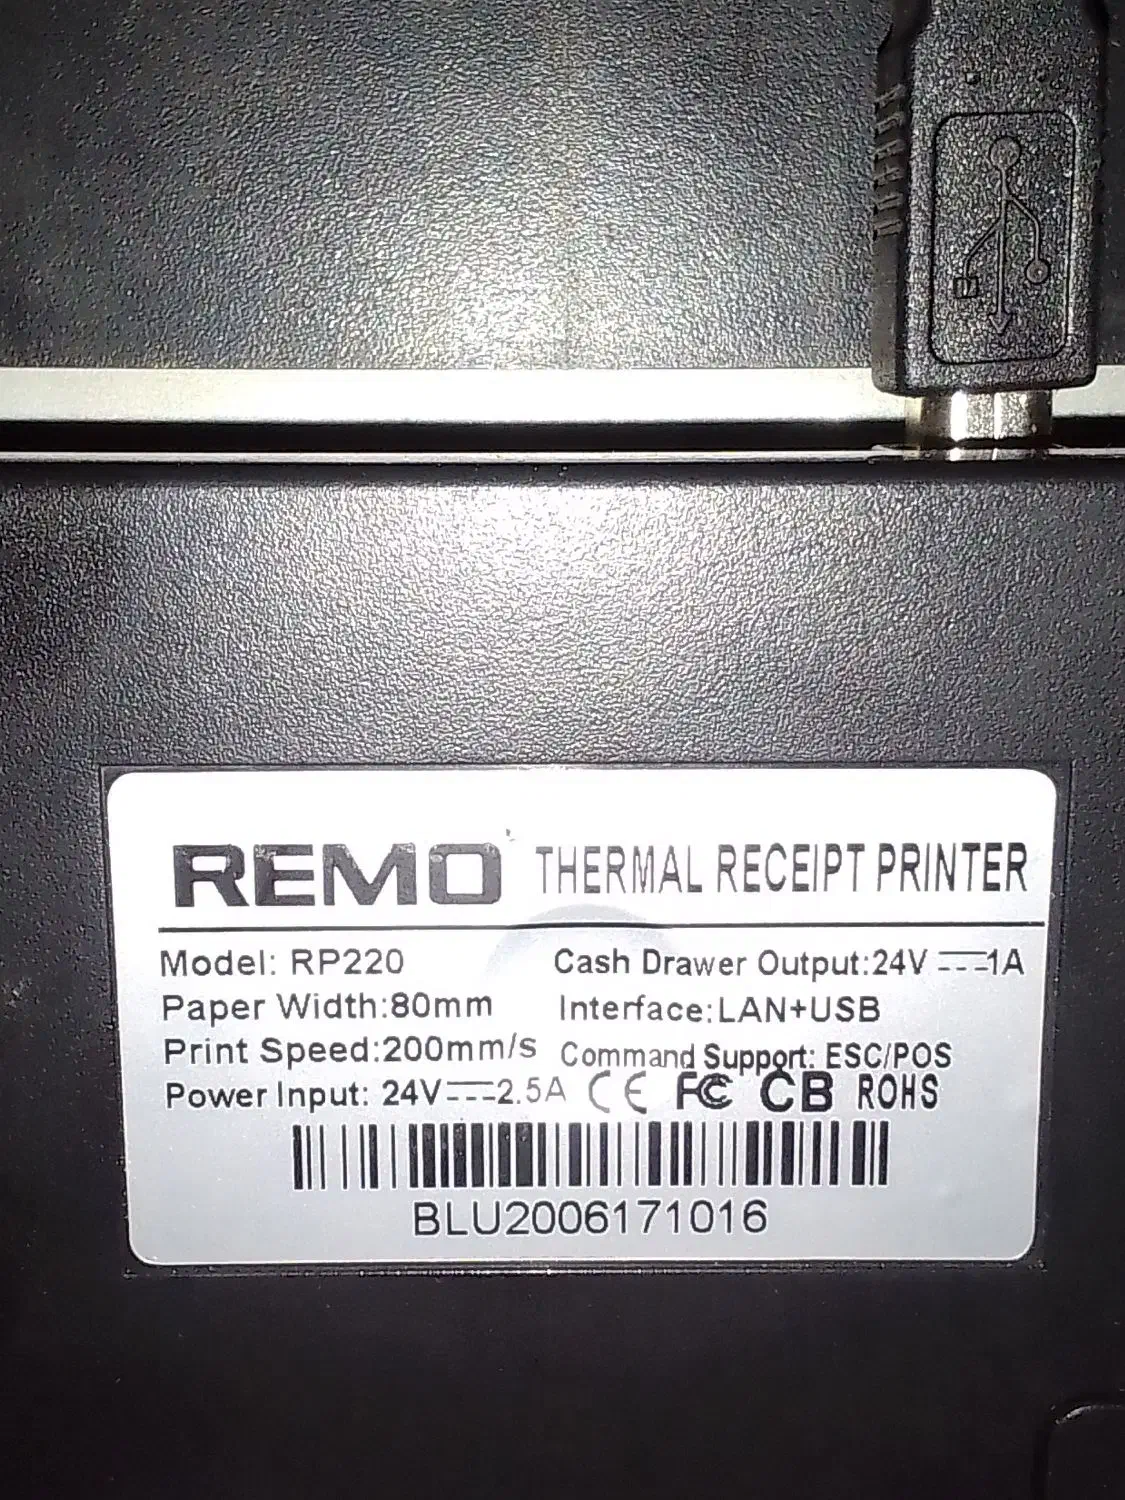 REMO THERMAL RECEIPT PRINTER
Model: RP220 Cash Drawer Output:24V 1A
Paper Width:80mm Interface:LAN+USB
Print Speed:200mm/s Command Support: ESC/POS
Power Input: 24V 2.5A CE FC CB ROHS
BLU2006171016